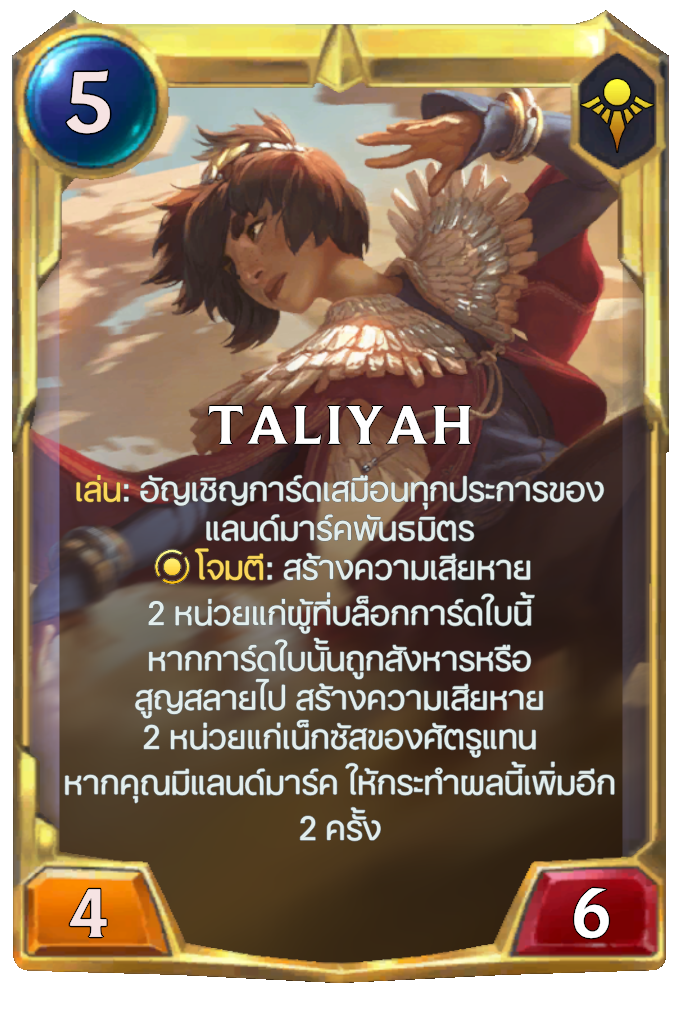 5
TALIYAH
เล่น: อัญเชิญการ์ดเสมือนทุกประการของ
แลนด์มาร์คพันธมิตร
โจมตี: สร้างความเสียหาย
2 หน่วยแก่ผู้ที่บล็อกการ์ดใบนี้
หากการ์ดใบนั้นถูกสังหารหรือ
สูญสลายไป สร้างความเสียหาย
2 หน่วยแก่เน็กซัสของศัตรูแทน
หากคุณมีแลนด์มาร์ค ให้กระทำผลนี้เพิ่มอีก
2 ครั้ง
4
6